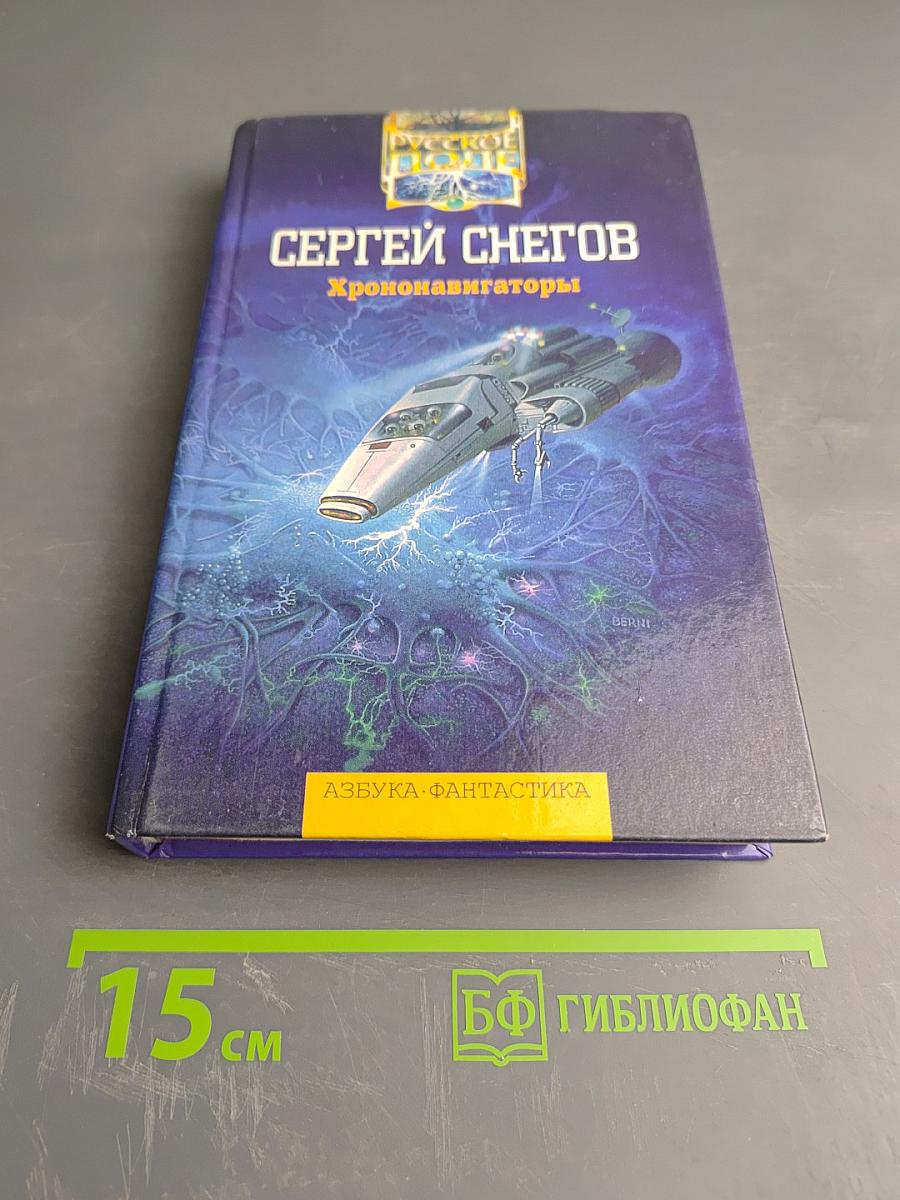 РУССКОЕ
ПОЛЕ
СЕРГЕЙ СНЕГОВ
Хрононавигаторы
BERNI
АЗБУКА·ФАНТАСТИКА
15 см
БФ ГИБЛИОФАН